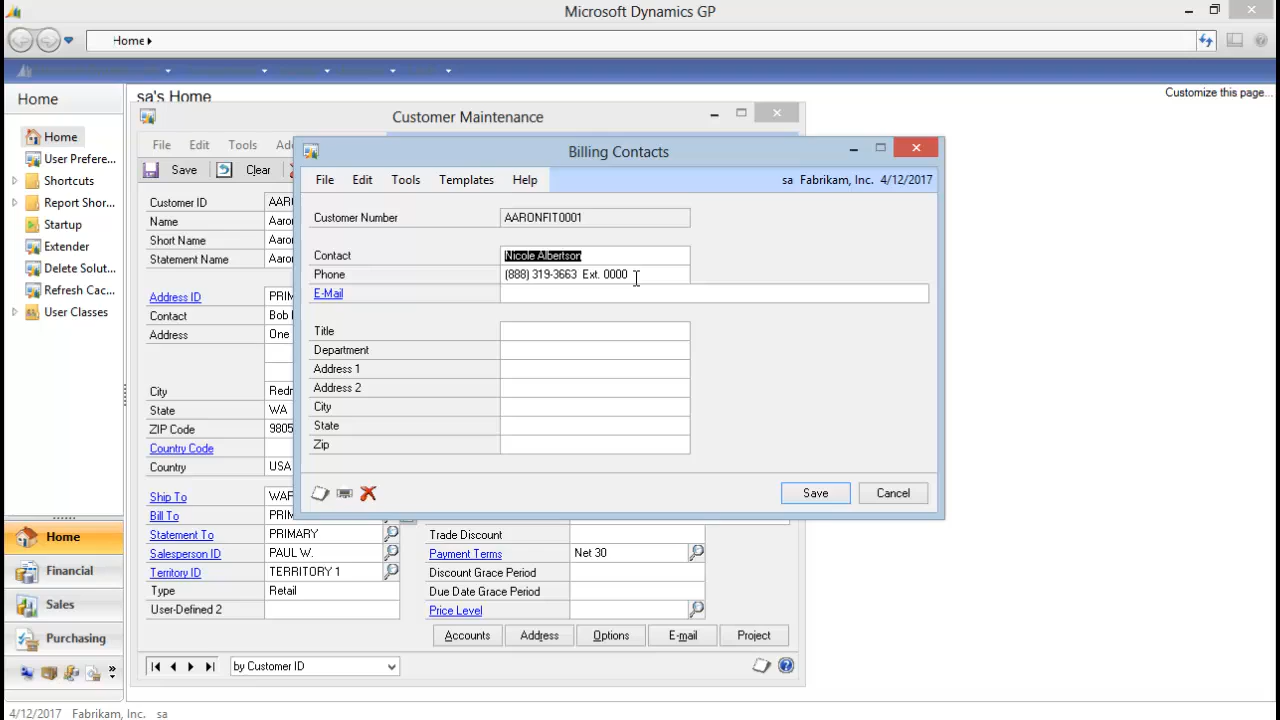 Microsoft Dynamics GP
Home
Home
sa's Home
Customize this page...
Home
User Prefere...
Shortcuts
Report Shor...
Startup
Extender
Delete Solut...
Refresh Cac...
User Classes
Home
Financial
Sales
Purchasing
Customer Maintenance
File Edit Tools
Save Clear
Customer ID
Name
Short Name
Statement Name
Address ID
Contact
Address
City
State WA
ZIP Code
Country Code
Country USA
Ship To
Bill To
Statement To PRIMARY
Salesperson ID PAUL W.
Territory ID TERRITORY 1
Type Retail
User-Defined 2
Trade Discount
Payment Terms Net 30
Discount Grace Period
Due Date Grace Period
Price Level
Accounts Address Options E-mail Project
by Customer ID
Billing Contacts
File Edit Tools Templates Help sa Fabrikam, Inc. 4/12/2017
Customer Number AARONFIT0001
Contact Nicole Albertson
Phone (888) 319-3663 Ext. 0000
E-Mail
Title
Department
Address 1
Address 2
City
State
Zip
Save Cancel
4/12/2017 Fabrikam, Inc. sa